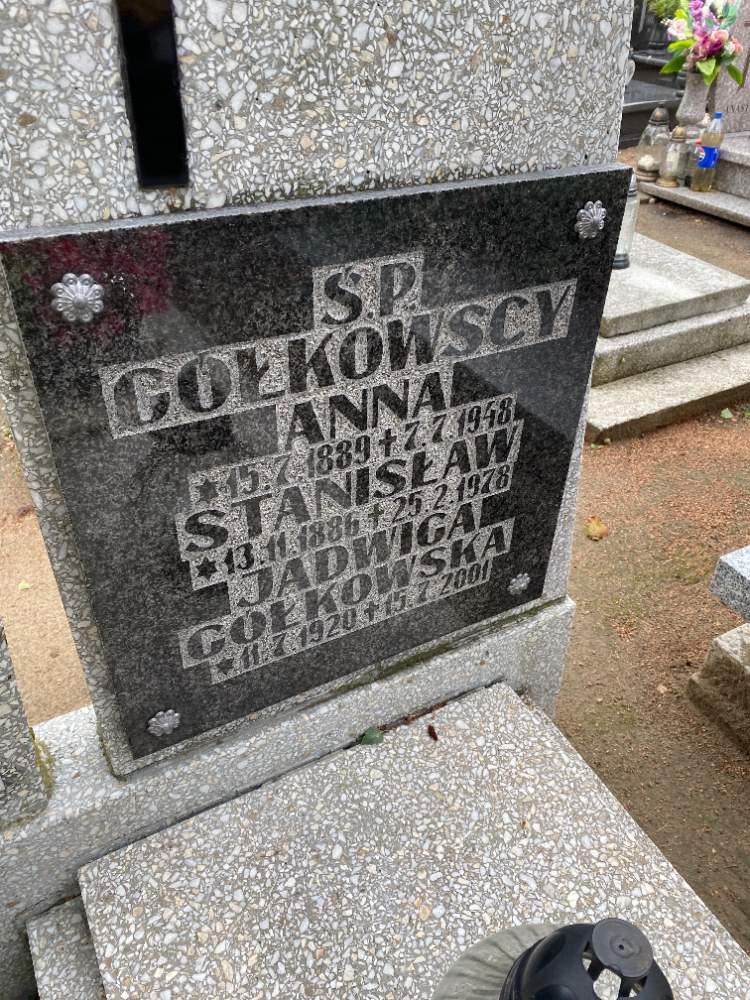 Ś.P.
GOŁKOWSCY
ANNA
★ 15.7.1889 ✝ 7.7.1948
STANISŁAW
★ 13.11.1886 ✝ 25.2.1978
JADWIGA
GOŁKOWSKA
★ 11.7.1920 ✝ 15.7.2001